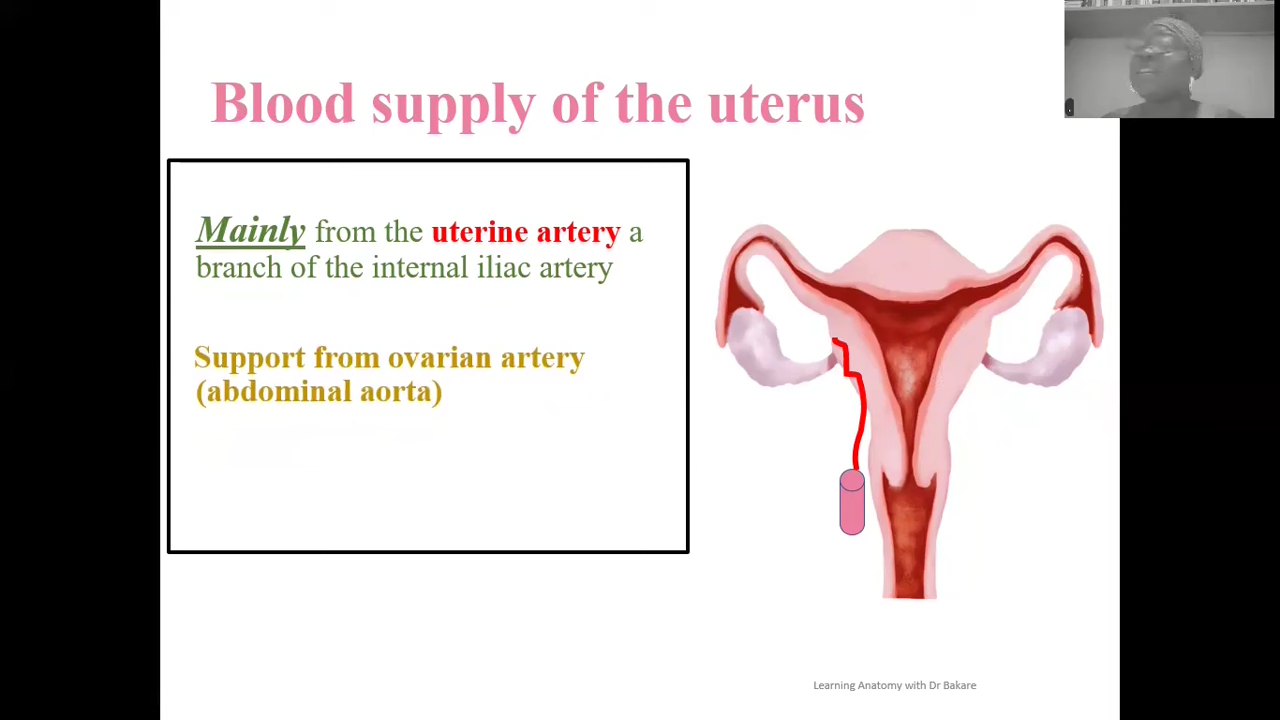 Blood supply of the uterus
Mainly from the uterine artery a
branch of the internal iliac artery
Support from ovarian artery
(abdominal aorta)
Learning Anatomy with Dr Bakare